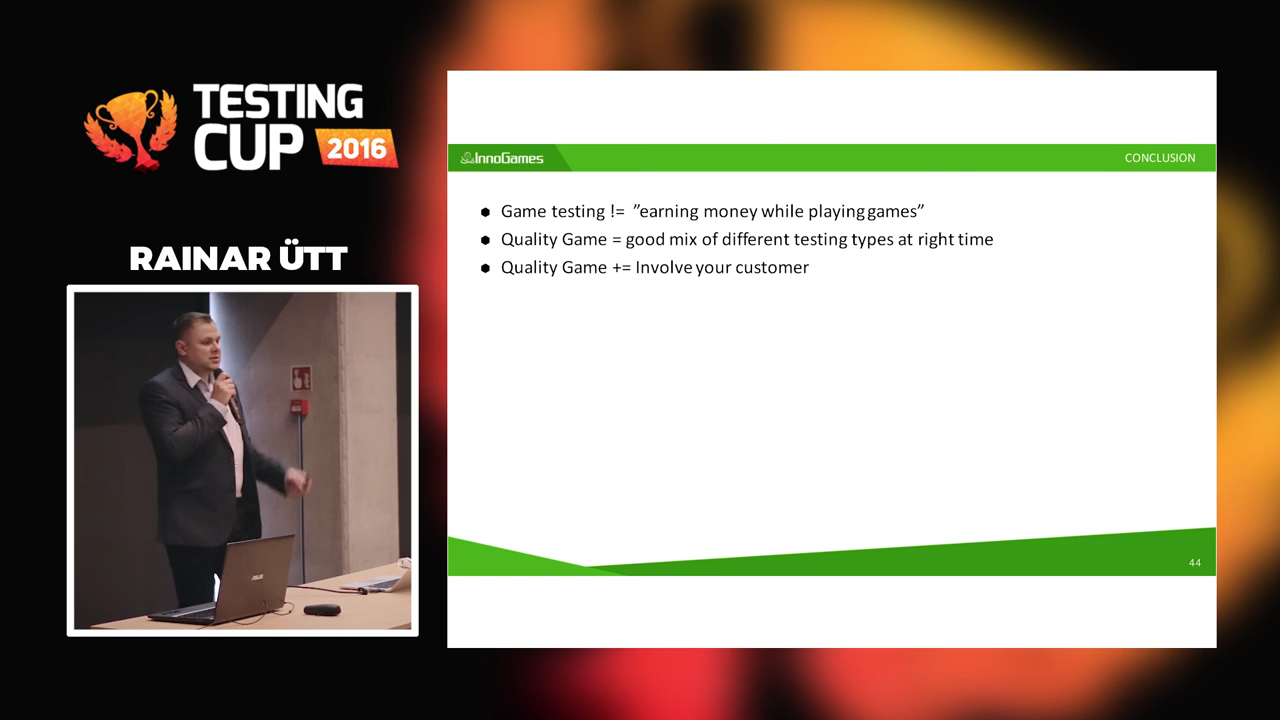 TESTING
CUP 2016
RAINAR ÜTT
ASUS
InnoGames
CONCLUSION
Game testing != ”earning money while playing games”
Quality Game = good mix of different testing types at right time
Quality Game += Involve your customer
44